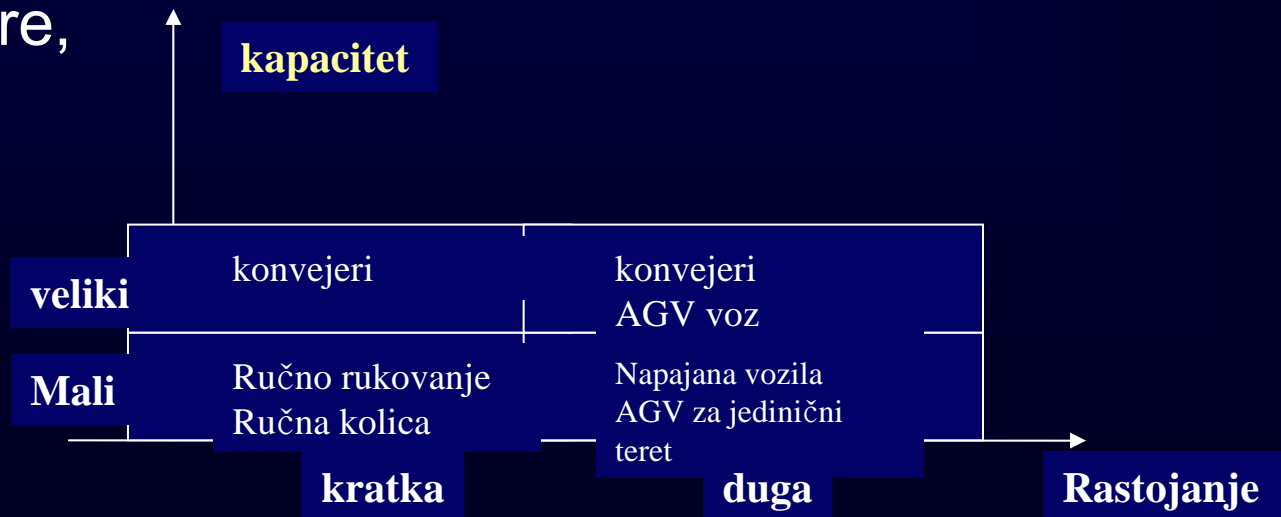 re,
kapacitet
veliki
konvejeri
konvejeri
AGV voz
Mali
Ručno rukovanje
Ručna kolica
Napajana vozila
AGV za jedinični
teret
kratka
duga
Rastojanje